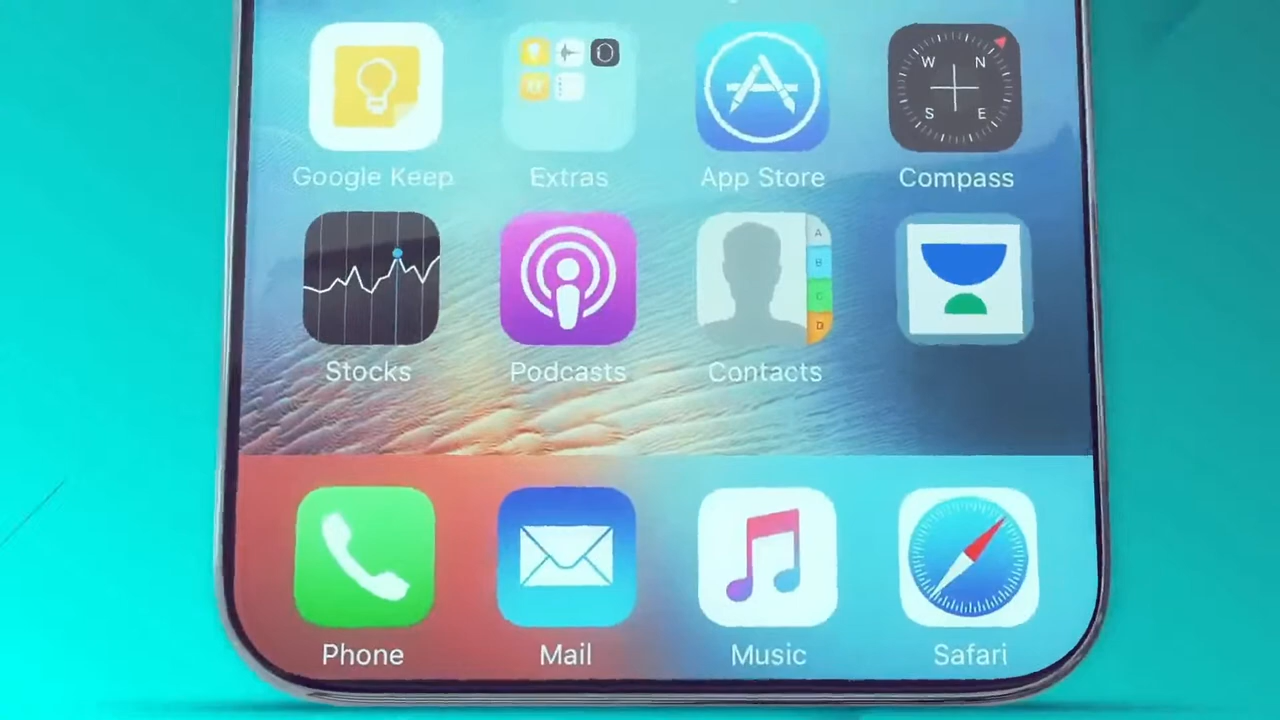 Google Keep
Extras
App Store
W N
S E
Compass
A
B
C
D
Stocks
Podcasts
Contacts
Phone
Mail
Music
Safari